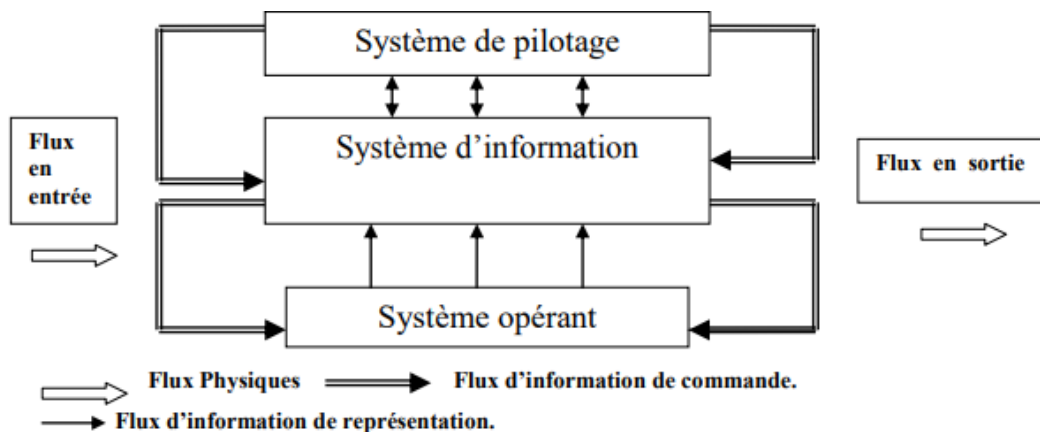 Système de pilotage
Flux
en
entrée
Système d’information
Flux en sortie
Système opérant
Flux Physiques
Flux d’information de commande.
Flux d’information de représentation.